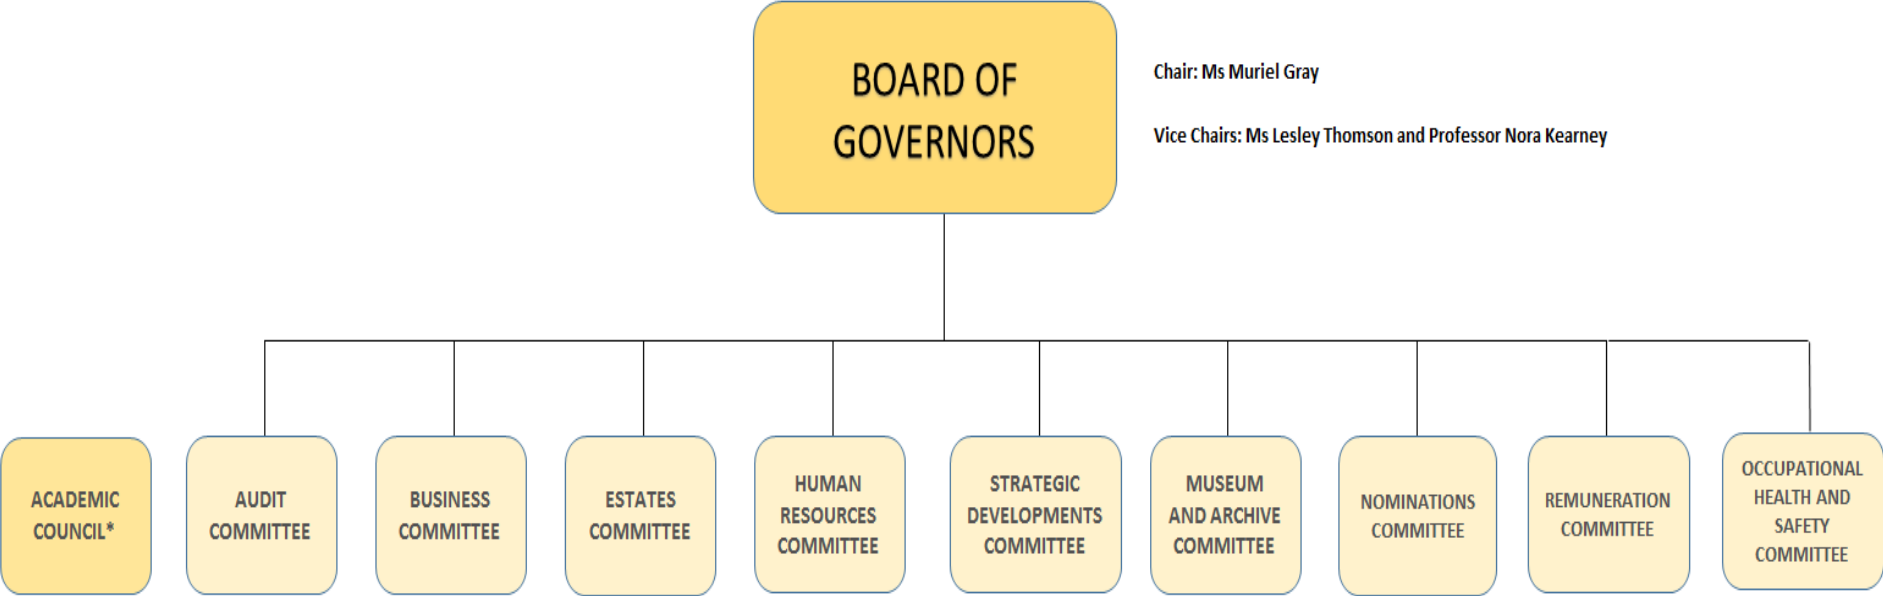 BOARD OF
GOVERNORS
Chair: Ms Muriel Gray
Vice Chairs: Ms Lesley Thomson and Professor Nora Kearney
ACADEMIC
COUNCIL*
AUDIT
COMMITTEE
BUSINESS
COMMITTEE
ESTATES
COMMITTEE
HUMAN
RESOURCES
COMMITTEE
STRATEGIC
DEVELOPMENTS
COMMITTEE
MUSEUM
AND ARCHIVE
COMMITTEE
NOMINATIONS
COMMITTEE
REMUNERATION
COMMITTEE
OCCUPATIONAL
HEALTH AND
SAFETY
COMMITTEE